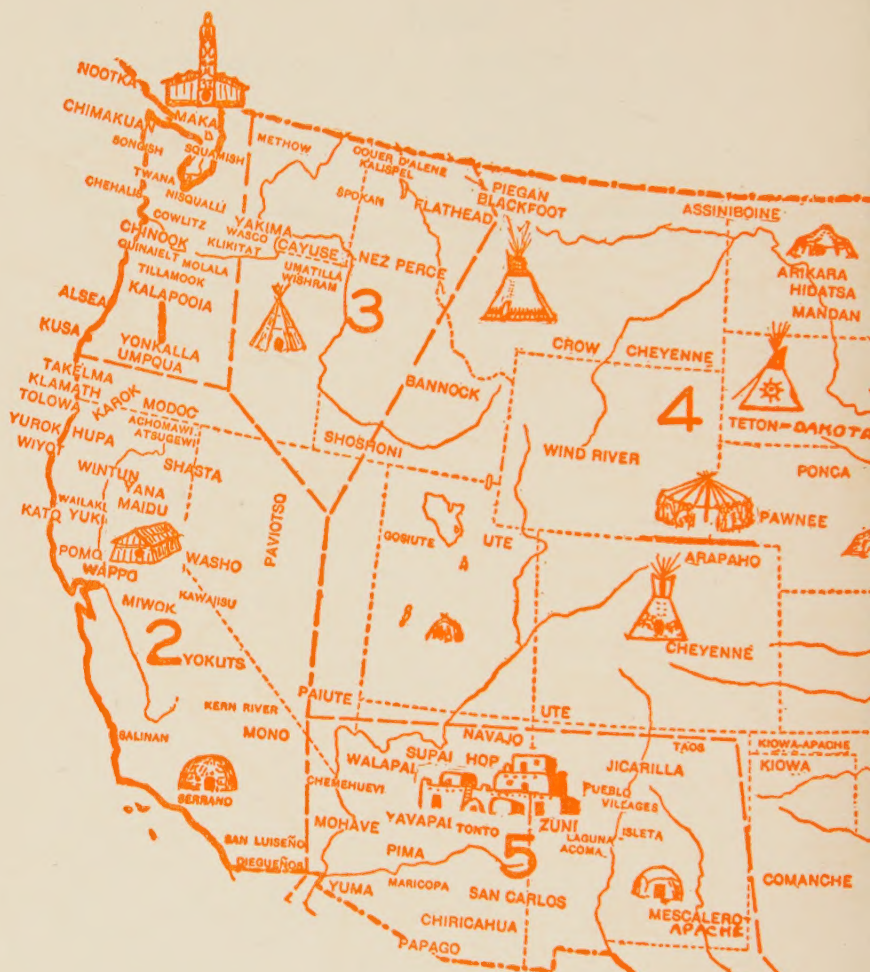 NOOTKA
MAKA
CHIMAKUAN
SONGISH
SQUAMISH
METHOW
COUER D'ALENE
KALISPEL
TWANA
NISQUALLI
CHEHALIS
SPOKAN
FLATHEAD
PIEGAN
BLACKFOOT
ASSINIBOINE
COWLITZ
YAKIMA
WASCO
KLIKITAT
CAYUSE
NEZ PERCE
CHINOOK
QUINAIELT
MOLALA
TILLAMOOK
UMATILLA
WISHRAM
ARIKARA
HIDATSA
MANDAN
ALSEA
KALAPOOIA
1
3
KUSA
YONKALLA
UMPQUA
CROW
CHEYENNE
TAKELMA
KLAMATH
TOLOWA
KAROK
MODOC
BANNOCK
4
TETON-DAKOTA
YUROK
HUPA
WIYOT
ACHOMAWI
ATSUGEWI
SHOSHONI
WIND RIVER
PONCA
WINTUN
SHASTA
YANA
WAILAKI
MAIDU
KATO
YUKI
PAVIOTSO
GOSIUTE
UTE
PAWNEE
POMO
WAPPO
WASHO
ARAPAHO
MIWOK
KAWAIISU
2
YOKUTS
CHEYENNE
KERN RIVER
PAIUTE
UTE
SALINAN
MONO
NAVAJO
TAOS
KIOWA-APACHE
WALAPAI
SUPAI
HOP
JICARILLA
KIOWA
SERRANO
CHEMEHUEVI
PUEBLO
VILLAGES
MOHAVE
YAVAPAI
TONTO
ZUNI
LAGUNA
ACOMA
ISLETA
SAN LUISEÑO
DIEGUEÑOS
PIMA
5
YUMA
MARICOPA
SAN CARLOS
COMANCHE
CHIRICAHUA
MESCALERO-
APACHE
PAPAGO